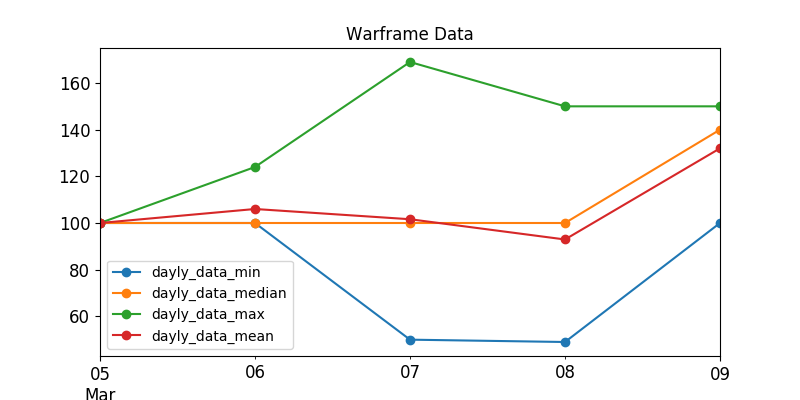 Warframe Data
160
140
120
100
80
60
dayly_data_min
dayly_data_median
dayly_data_max
dayly_data_mean
05 06 07 08 09
Mar